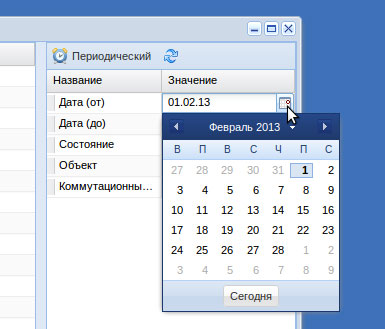 Периодический
Название Значение
Дата (от) 01.02.13
Дата (до)
Состояние
Объект
Коммутационны...
Февраль 2013
В П В С Ч П С
27 28 29 30 31 1 2
3 4 5 6 7 8 9
10 11 12 13 14 15 16
17 18 19 20 21 22 23
24 25 26 27 28 1 2
3 4 5 6 7 8 9
Сегодня